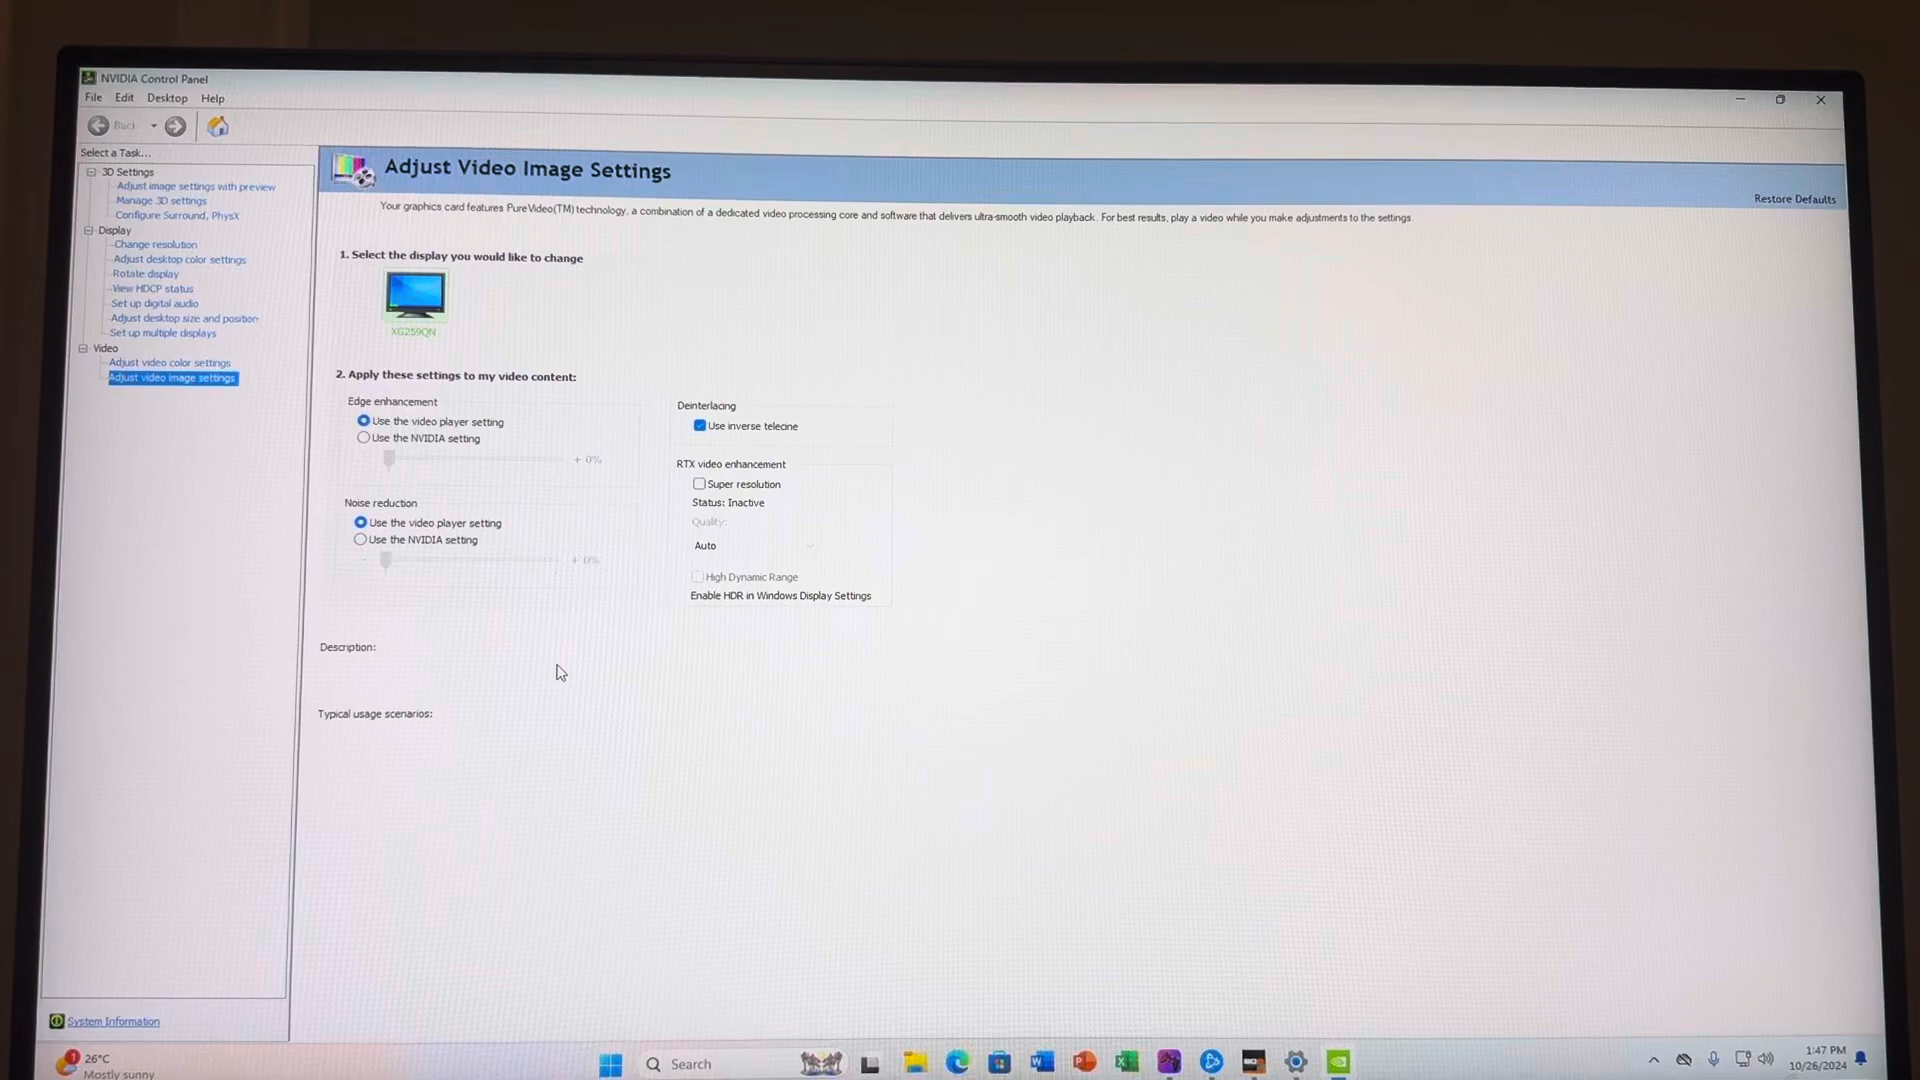 NVIDIA Control Panel
File Edit Desktop Help
Back
Select a Task...
3D Settings
Adjust image settings with preview
Manage 3D settings
Configure Surround, PhysX
Display
Change resolution
Adjust desktop color settings
Rotate display
View HDCP status
Set up digital audio
Adjust desktop size and position
Set up multiple displays
Video
Adjust video color settings
Adjust video image settings
System Information
Adjust Video Image Settings
Restore Defaults
Your graphics card features PureVideo(TM) technology, a combination of a dedicated video processing core and software that delivers ultra-smooth video playback. For best results, play a video while you make adjustments to the settings.
1. Select the display you would like to change
XG259QN
2. Apply these settings to my video content:
Edge enhancement
Use the video player setting
Use the NVIDIA setting
+ 0%
Noise reduction
Use the video player setting
Use the NVIDIA setting
+ 0%
Deinterlacing
Use inverse telecine
RTX video enhancement
Super resolution
Status: Inactive
Quality:
Auto
High Dynamic Range
Enable HDR in Windows Display Settings
Description:
Typical usage scenarios:
1
26°C
Mostly sunny
Search
1:47 PM
10/26/2024